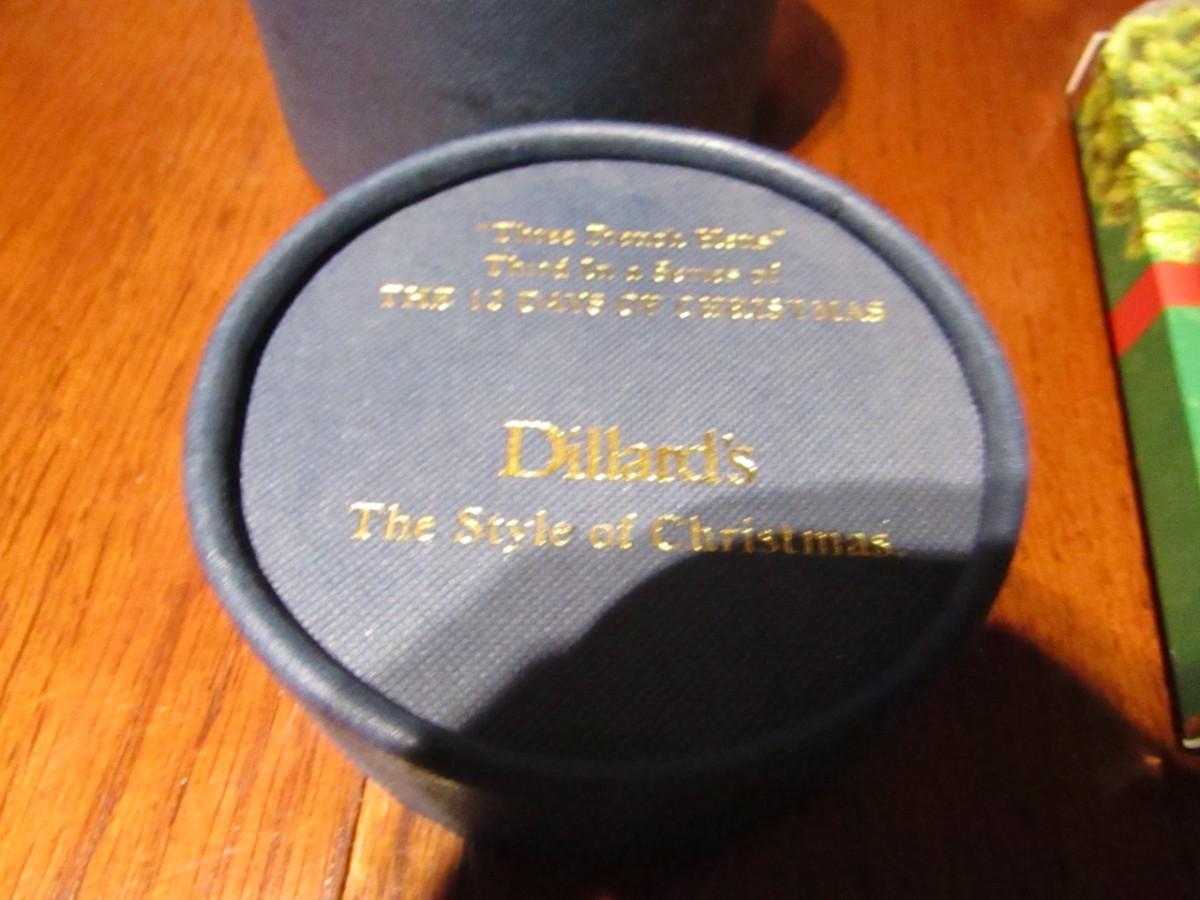 "Three French Hens"
Third In a Series of
THE 12 DAYS OF CHRISTMAS
Dillard's
The Style of Christmas.